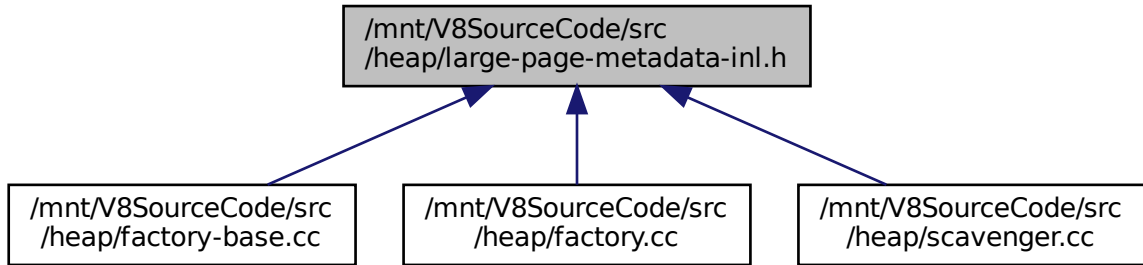 /mnt/V8SourceCode/src
/heap/large-page-metadata-inl.h
/mnt/V8SourceCode/src
/heap/factory-base.cc
/mnt/V8SourceCode/src
/heap/factory.cc
/mnt/V8SourceCode/src
/heap/scavenger.cc